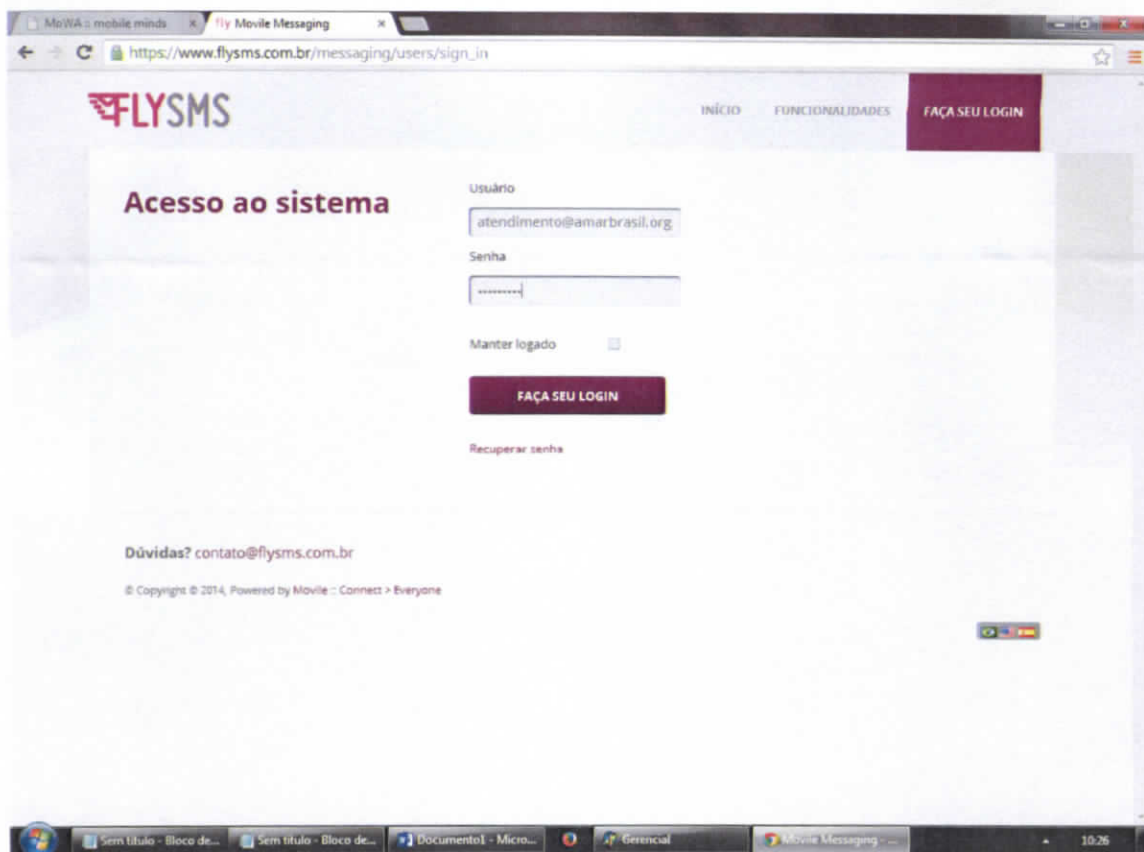 MoWA :: mobile minds
fly Movile Messaging
https://www.flysms.com.br/messaging/users/sign_in
FLYSMS
INÍCIO
FUNCIONALIDADES
FAÇA SEU LOGIN
Acesso ao sistema
Usuário
atendimento@amarbrasil.org
Senha
---------
Manter logado
FAÇA SEU LOGIN
Recuperar senha
Dúvidas? contato@flysms.com.br
© Copyright © 2014, Powered by Movile :: Connect > Everyone
Sem título - Bloco de...
Sem título - Bloco de...
Documento1 - Micro...
Gerencial
Movile Messaging - ...
10:26